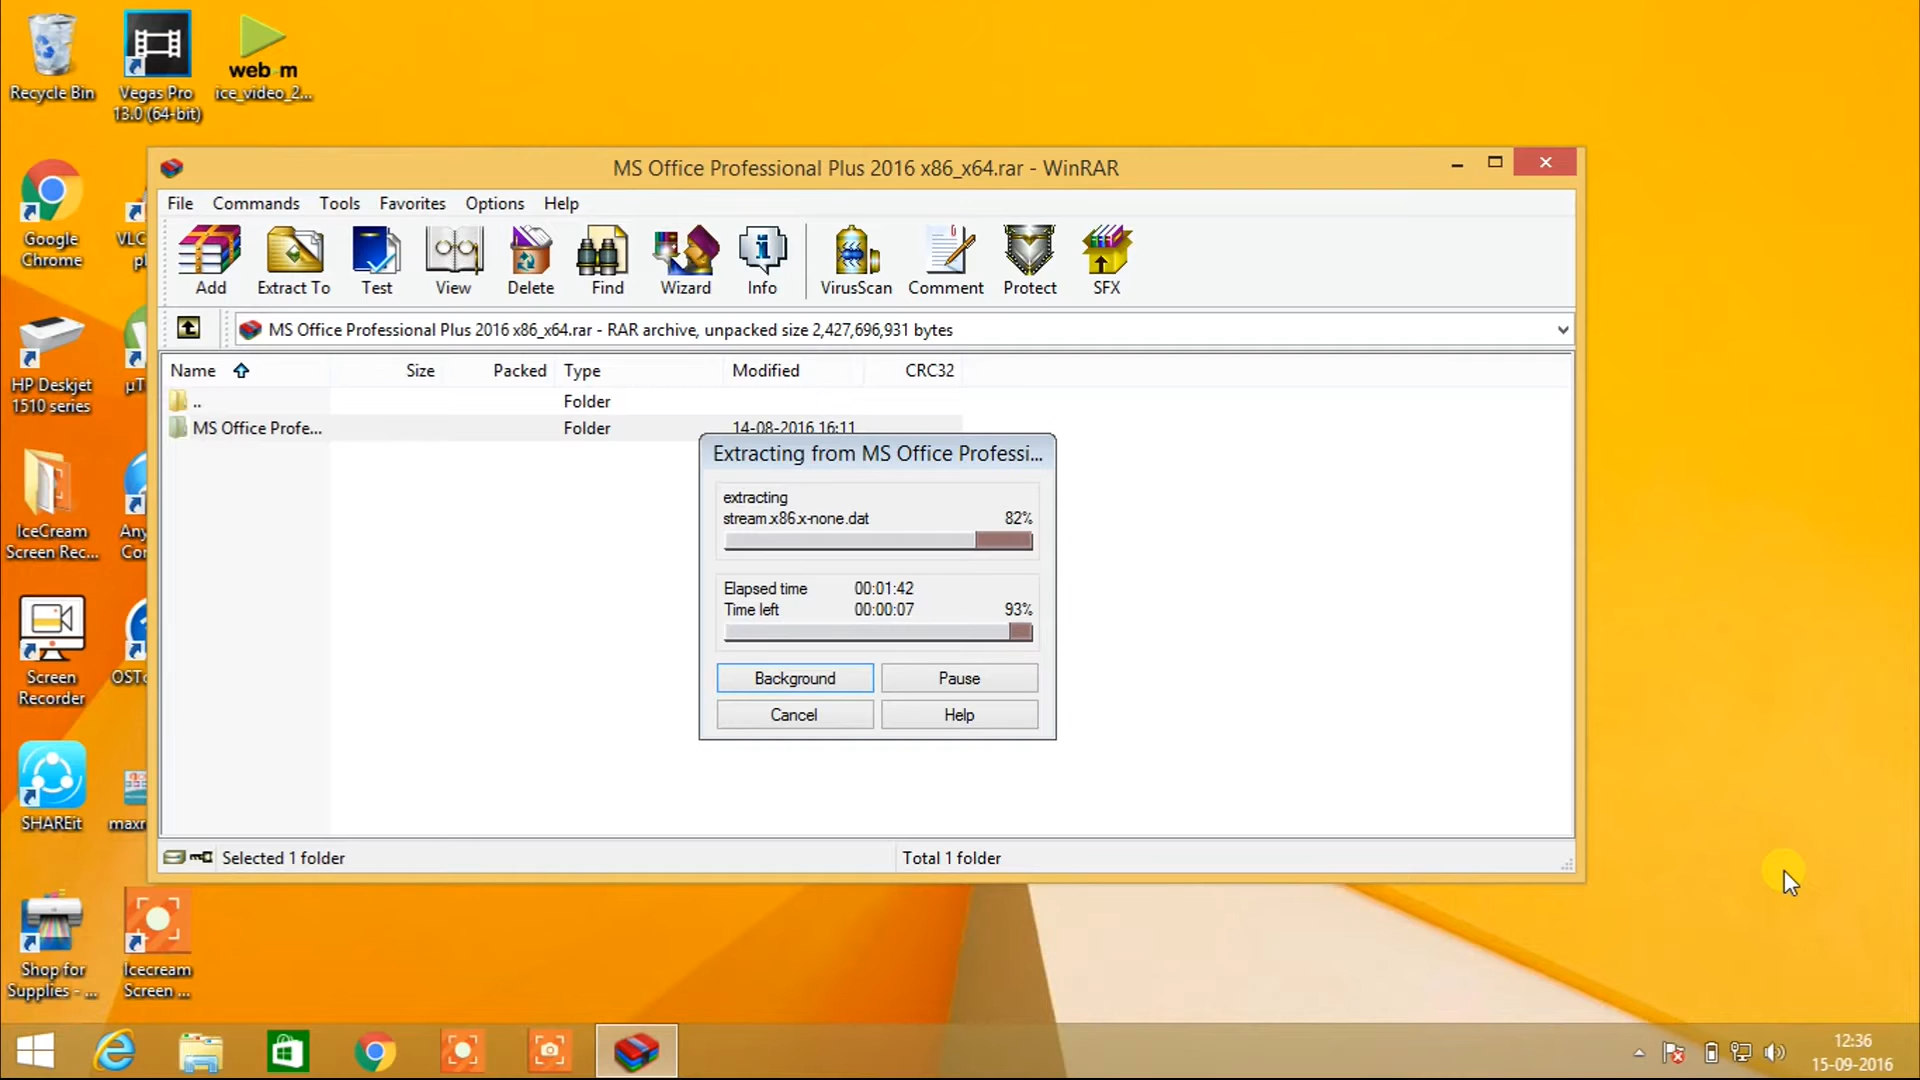 Recycle Bin
Vegas Pro
13.0 (64-bit)
web m
ice_video_2...
Google
Chrome
VLC
HP Deskjet
1510 series
IceCream
Screen Rec...
Screen
Recorder
SHAREit
Shop for
Supplies - ...
Icecream
Screen ...
MS Office Professional Plus 2016 x86_x64.rar - WinRAR
File Commands Tools Favorites Options Help
Add Extract To Test View Delete Find Wizard Info VirusScan Comment Protect SFX
MS Office Professional Plus 2016 x86_x64.rar - RAR archive, unpacked size 2,427,696,931 bytes
Name Size Packed Type Modified CRC32
.. Folder
MS Office Profe... Folder 14-08-2016 16:11
Extracting from MS Office Professi...
extracting
stream.x86.x-none.dat 82%
Elapsed time 00:01:42
Time left 00:00:07 93%
Background Pause
Cancel Help
Selected 1 folder Total 1 folder
12:36
15-09-2016